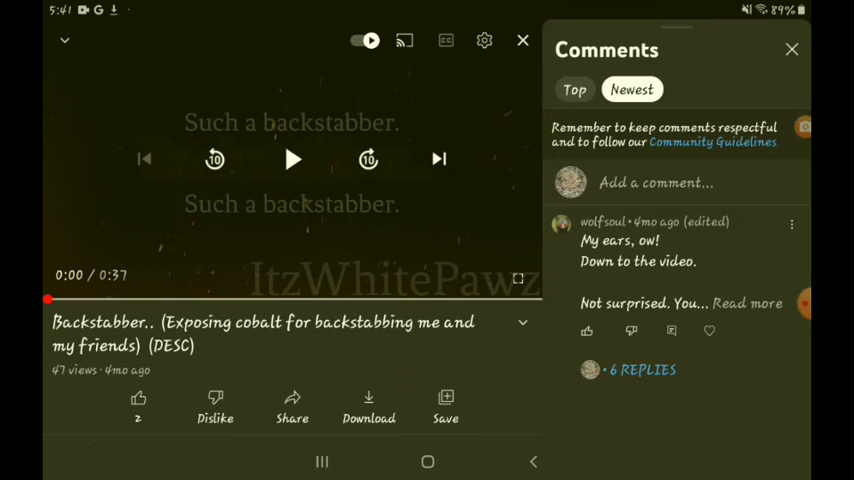 5:41
89%
Such a backstabber.
Such a backstabber.
ItzWhitePawz
10
10
0:00 / 0:37
Backstabber.. (Exposing cobalt for backstabbing me and
my friends) (DESC)
47 views · 4mo ago
2
Dislike
Share
Download
Save
Comments
Top
Newest
Remember to keep comments respectful
and to follow our Community Guidelines
Add a comment...
wolfsoul • 4mo ago (edited)
My ears, ow!
Down to the video.
Not surprised. You... Read more
• 6 REPLIES